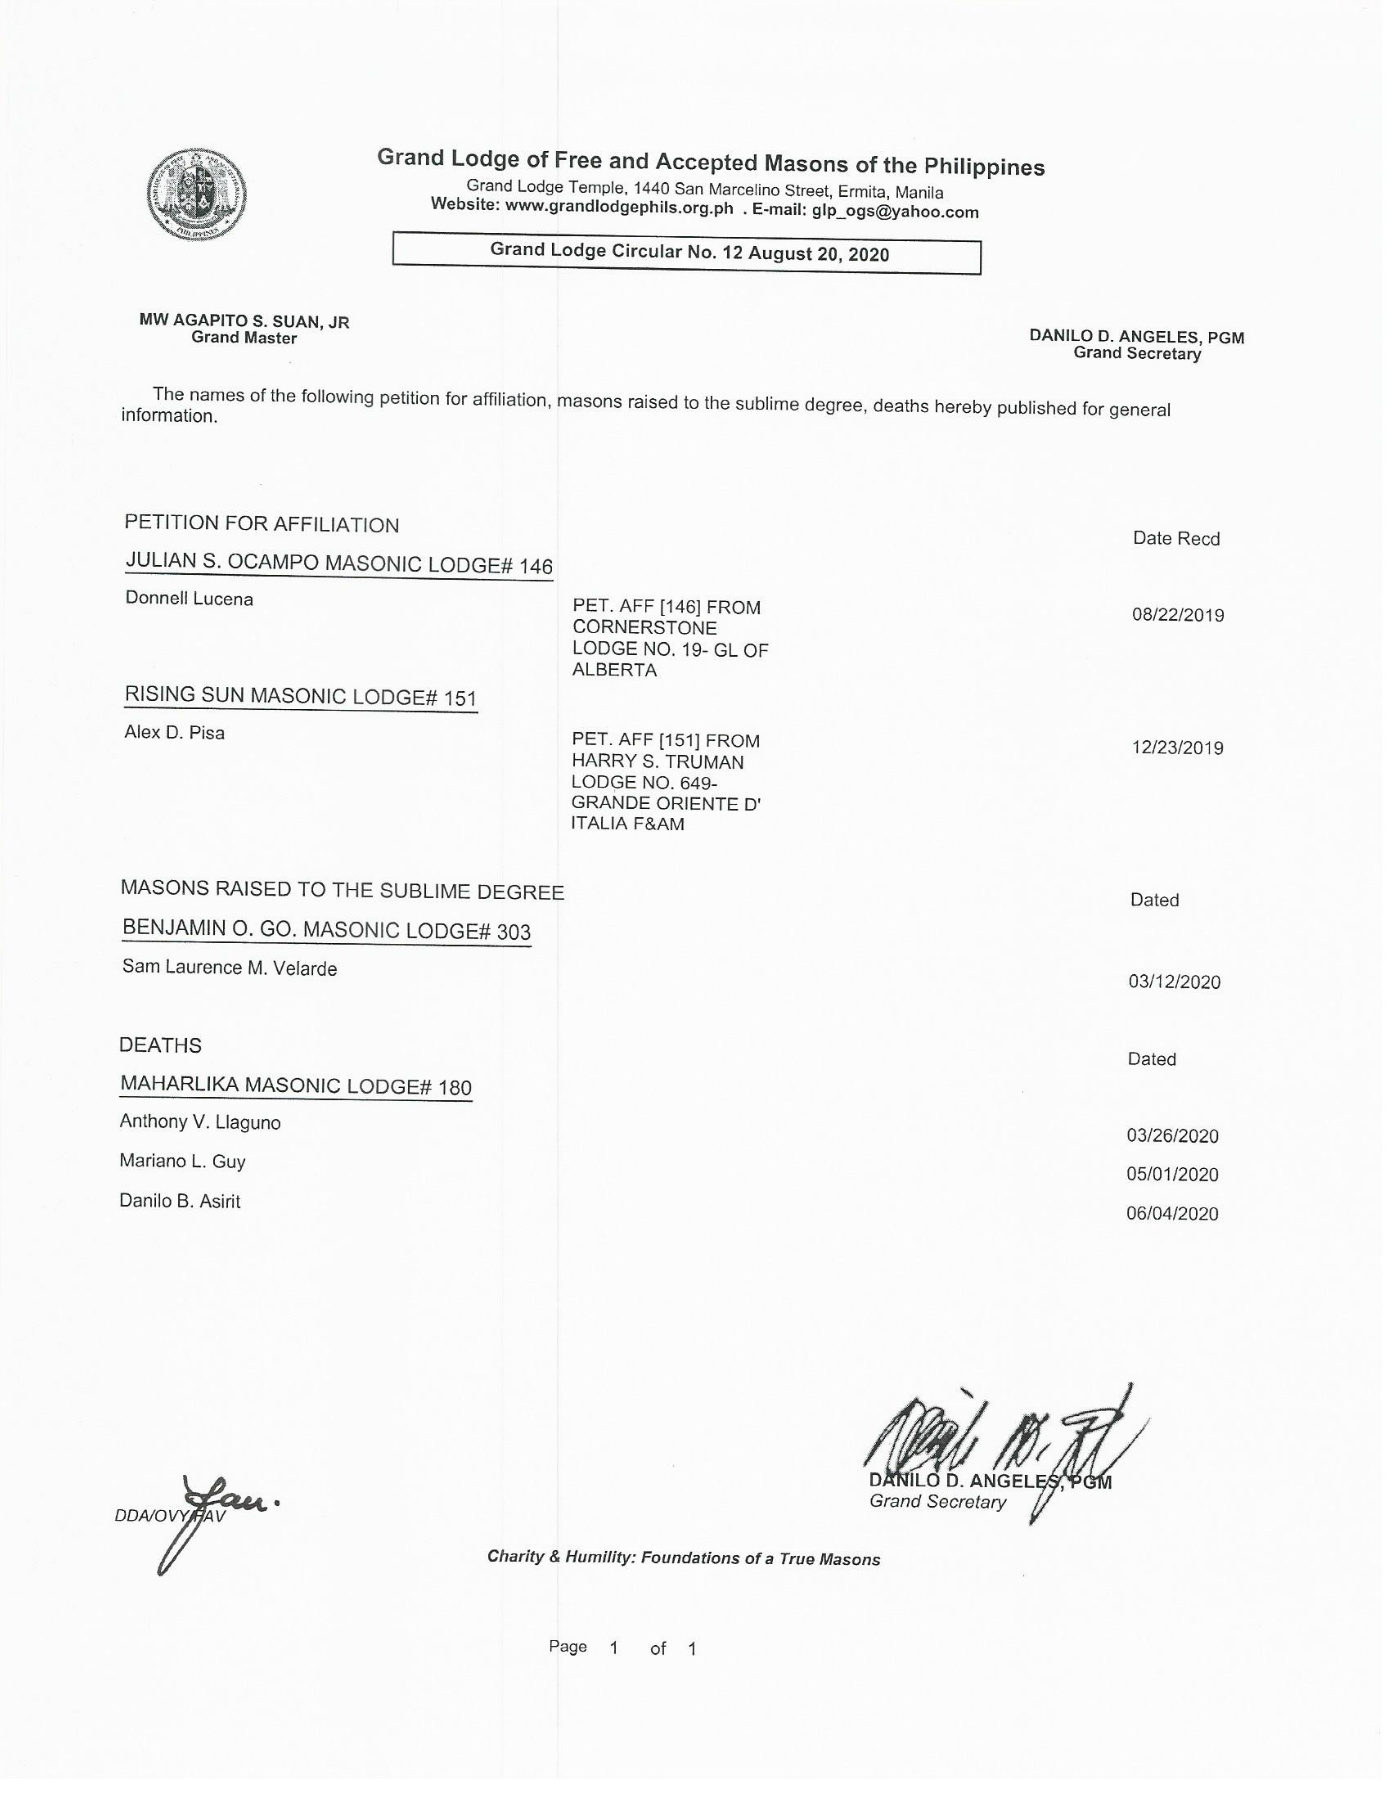 Grand Lodge of Free and Accepted Masons of the Philippines
Grand Lodge Temple, 1440 San Marcelino Street, Ermita, Manila
Website: www.grandlodgephils.org.ph . E-mail: glp_ogs@yahoo.com
Grand Lodge Circular No. 12 August 20, 2020
MW AGAPITO S. SUAN, JR
Grand Master
DANILO D. ANGELES, PGM
Grand Secretary
The names of the following petition for affiliation, masons raised to the sublime degree, deaths hereby published for general
information.
PETITION FOR AFFILIATION
Date Recd
JULIAN S. OCAMPO MASONIC LODGE# 146
Donnell Lucena
PET. AFF [146] FROM
CORNERSTONE
LODGE NO. 19- GL OF
ALBERTA
08/22/2019
RISING SUN MASONIC LODGE# 151
Alex D. Pisa
PET. AFF [151] FROM
HARRY S. TRUMAN
LODGE NO. 649-
GRANDE ORIENTE D'
ITALIA F&AM
12/23/2019
MASONS RAISED TO THE SUBLIME DEGREE
Dated
BENJAMIN O. GO. MASONIC LODGE# 303
Sam Laurence M. Velarde
03/12/2020
DEATHS
Dated
MAHARLIKA MASONIC LODGE# 180
Anthony V. Llaguno
03/26/2020
Mariano L. Guy
05/01/2020
Danilo B. Asirit
06/04/2020
DANILO D. ANGELES, PGM
Grand Secretary
DDA/OVY/FAV
Charity & Humility: Foundations of a True Masons
Page 1 of 1